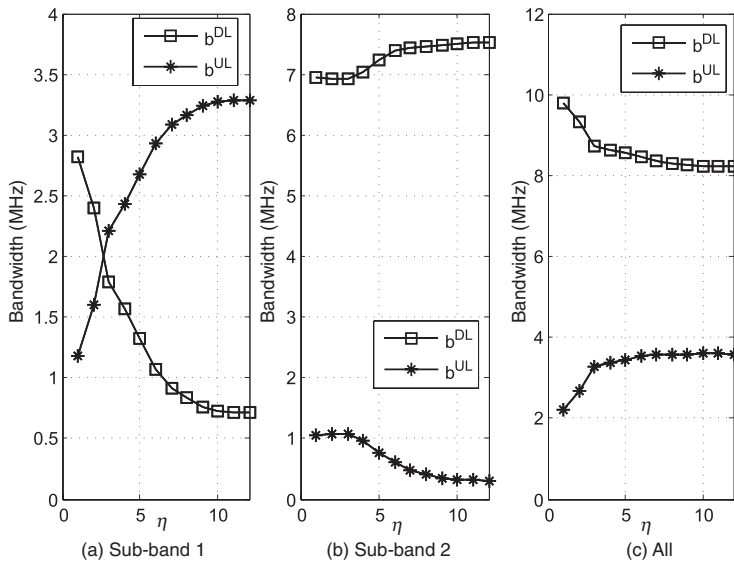 4
3.5
3
2.5
2
1.5
1
0.5
0
Bandwidth (MHz)
b^DL
b^UL
0
5
10
η
(a) Sub-band 1
8
7
6
5
4
3
2
1
0
Bandwidth (MHz)
b^DL
b^UL
0
5
10
η
(b) Sub-band 2
12
10
8
6
4
2
0
Bandwidth (MHz)
b^DL
b^UL
0
5
10
η
(c) All